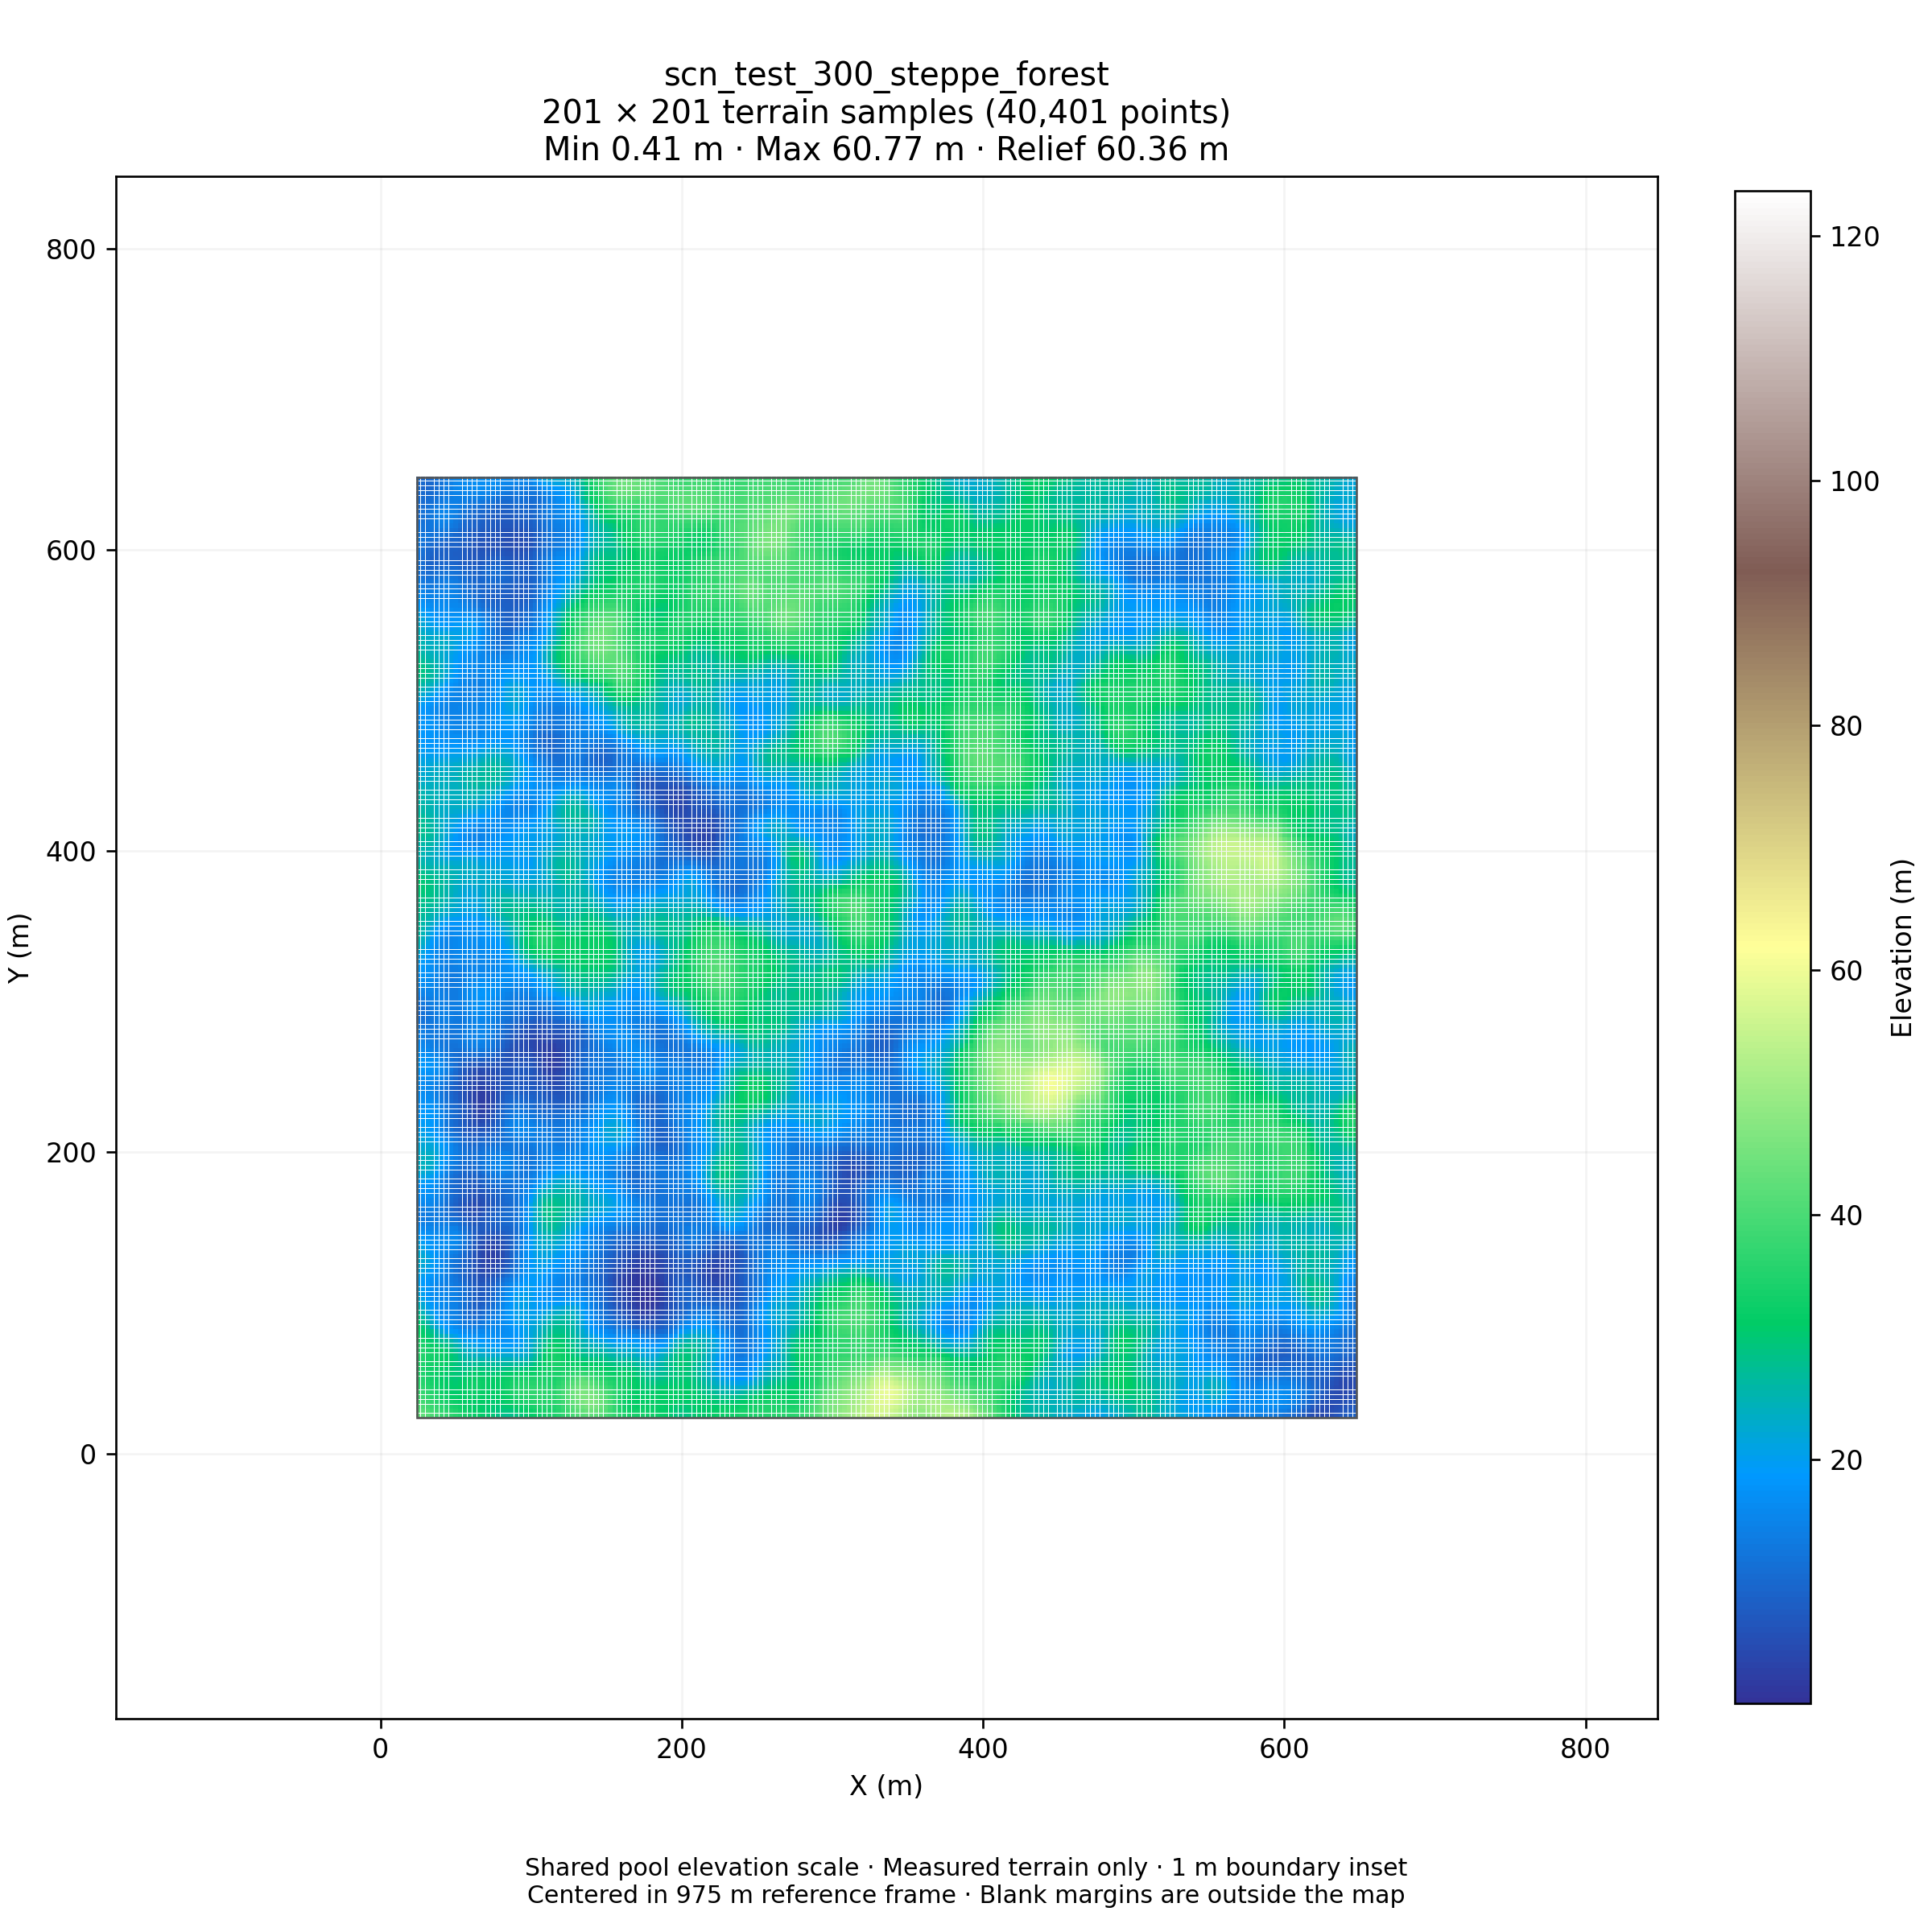 scn_test_300_steppe_forest
201 × 201 terrain samples (40,401 points)
Min 0.41 m · Max 60.77 m · Relief 60.36 m
800
600
400
200
0
Y (m)
0
200
400
600
800
X (m)
120
100
80
60
40
20
Elevation (m)
Shared pool elevation scale · Measured terrain only · 1 m boundary inset
Centered in 975 m reference frame · Blank margins are outside the map